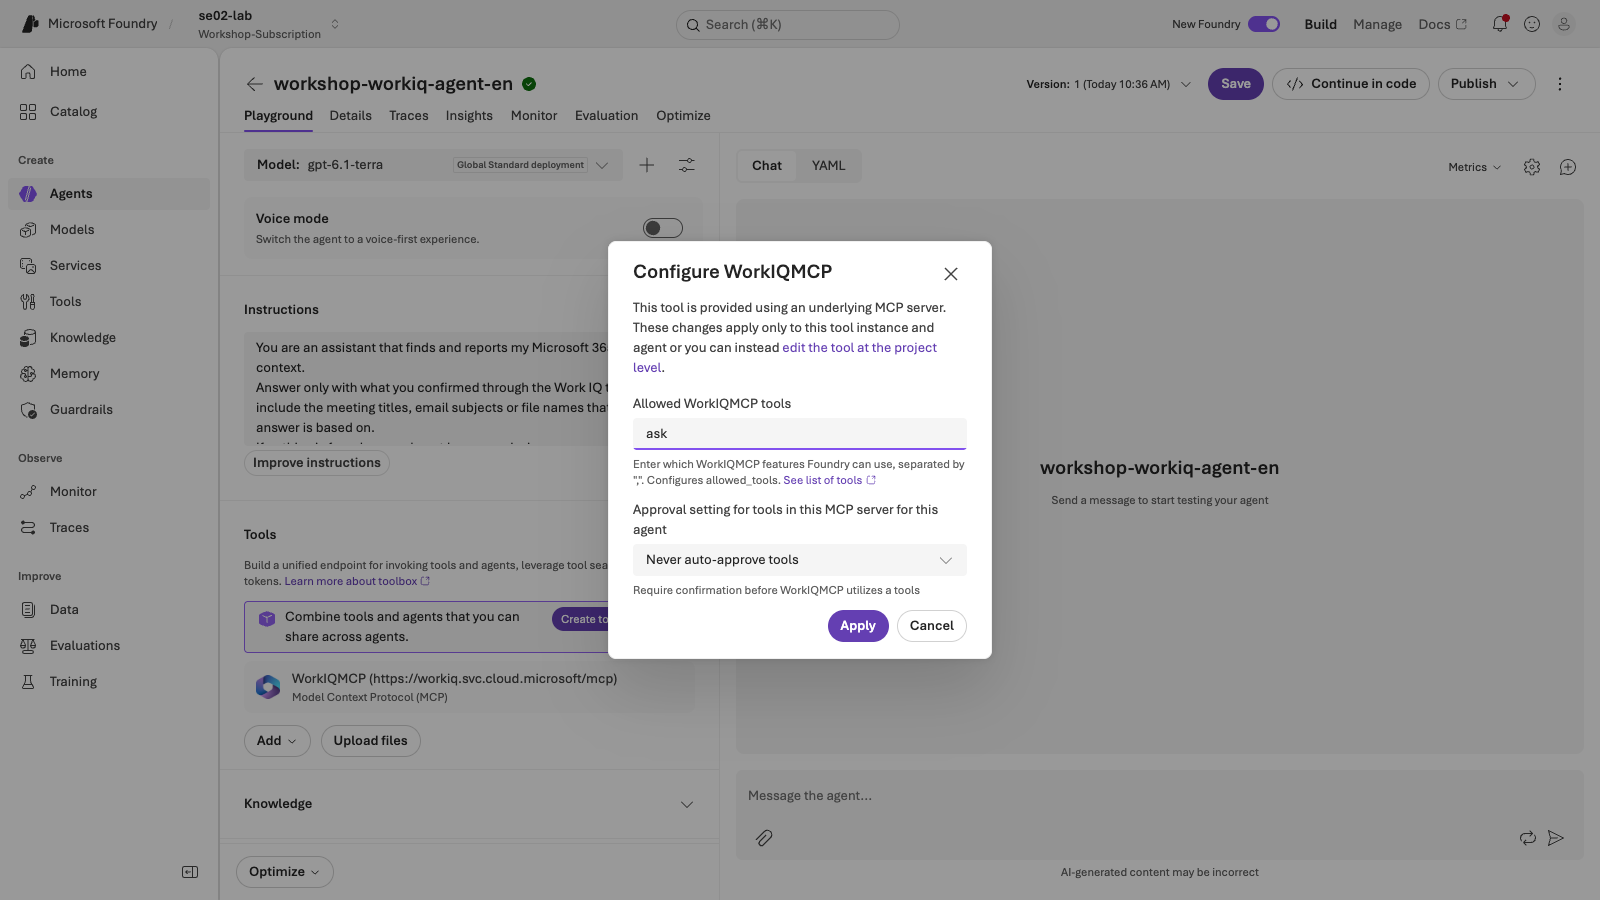 Microsoft Foundry
/
se02-lab
Workshop-Subscription
Search (⌘K)
New Foundry
Build
Manage
Docs
Home
Catalog
Create
Agents
Models
Services
Tools
Knowledge
Memory
Guardrails
Observe
Monitor
Traces
Improve
Data
Evaluations
Training
workshop-workiq-agent-en
Version: 1 (Today 10:36 AM)
Save
Continue in code
Publish
Playground
Details
Traces
Insights
Monitor
Evaluation
Optimize
Model: gpt-6.1-terra
Global Standard deployment
Voice mode
Switch the agent to a voice-first experience.
Instructions
You are an assistant that finds and reports my Microsoft
context.
Answer only with what you confirmed through the Work IQ
include the meeting titles, email subjects or file names
answer is based on.
Improve instructions
Tools
Build a unified endpoint for invoking tools and agents, leverage tool
tokens. Learn more about toolbox
Combine tools and agents that you can
share across agents.
Create
WorkIQMCP (https://workiq.svc.cloud.microsoft/mcp)
Model Context Protocol (MCP)
Add
Upload files
Knowledge
Optimize
Chat
YAML
Metrics
workshop-workiq-agent-en
Send a message to start testing your agent
Message the agent...
AI-generated content may be incorrect
Configure WorkIQMCP
This tool is provided using an underlying MCP server.
These changes apply only to this tool instance and
agent or you can instead edit the tool at the project
level.
Allowed WorkIQMCP tools
ask
Enter which WorkIQMCP features Foundry can use, separated by
",". Configures allowed_tools. See list of tools
Approval setting for tools in this MCP server for this
agent
Never auto-approve tools
Require confirmation before WorkIQMCP utilizes a tools
Apply
Cancel